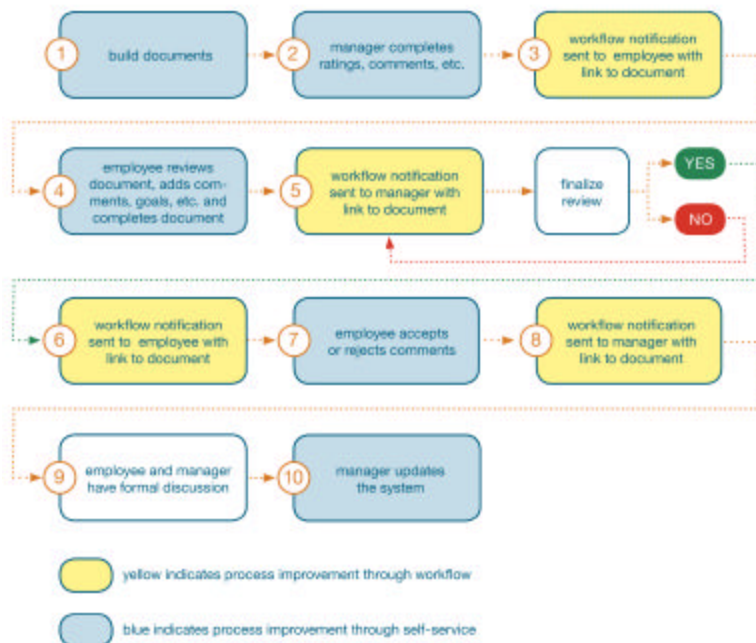 1
build documents
2
manager completes
ratings, comments, etc.
3
workflow notification
sent to employee with
link to document
4
employee reviews
document, adds com-
ments, goals, etc. and
completes document
5
workflow notification
sent to manager with
link to document
finalize
review
YES
NO
6
workflow notification
sent to employee with
link to document
7
employee accepts
or rejects comments
8
workflow notification
sent to manager with
link to document
9
employee and manager
have formal discussion
10
manager updates
the system
yellow indicates process improvement through workflow
blue indicates process improvement through self-service